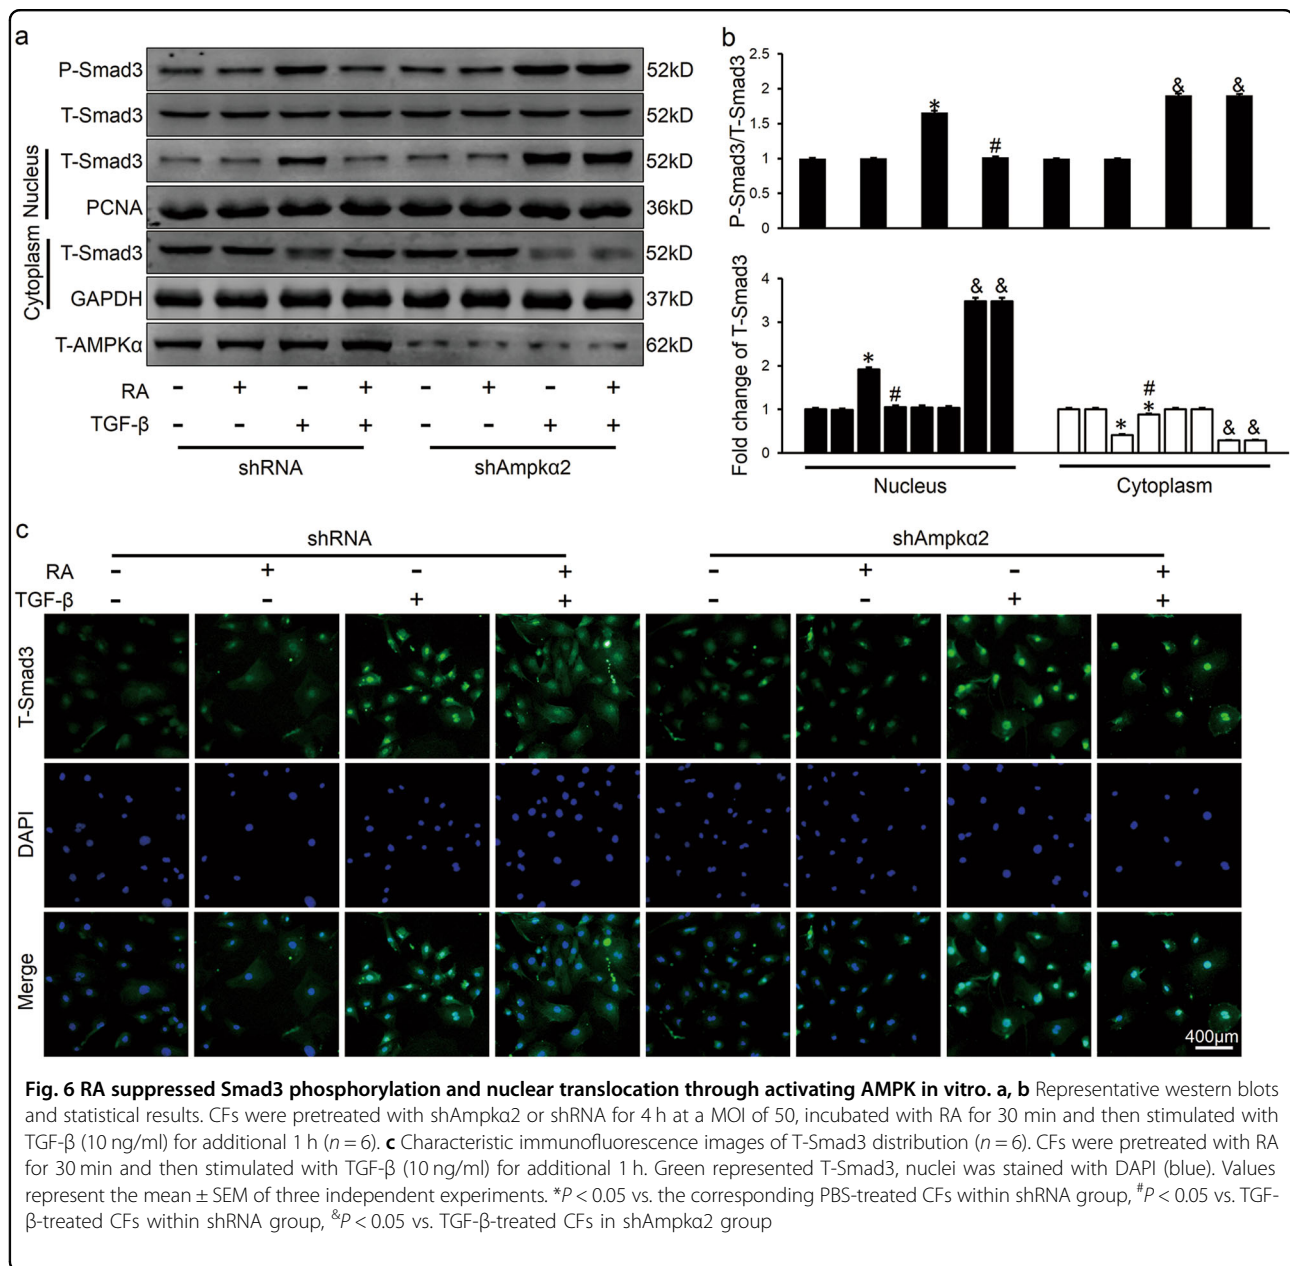 a
P-Smad3 52kD
T-Smad3 52kD
Nucleus
T-Smad3 52kD
PCNA 36kD
Cytoplasm
T-Smad3 52kD
GAPDH 37kD
T-AMPKα 62kD
RA - + - + - + - +
TGF-β - - + + - - + +
shRNA shAmpkα2
b
P-Smad3/T-Smad3
2.5
2
1.5
1
0.5
0
* # & &
Fold change of T-Smad3
4
3
2
1
0
* # & & * # * & &
Nucleus Cytoplasm
c
shRNA shAmpkα2
RA - + - + - + - +
TGF-β - - + + - - + +
T-Smad3
DAPI
Merge
400µm
Fig. 6 RA suppressed Smad3 phosphorylation and nuclear translocation through activating AMPK in vitro. a, b Representative western blots
and statistical results. CFs were pretreated with shAmpkα2 or shRNA for 4 h at a MOI of 50, incubated with RA for 30 min and then stimulated with
TGF-β (10 ng/ml) for additional 1 h (n = 6). c Characteristic immunofluorescence images of T-Smad3 distribution (n = 6). CFs were pretreated with RA
for 30 min and then stimulated with TGF-β (10 ng/ml) for additional 1 h. Green represented T-Smad3, nuclei was stained with DAPI (blue). Values
represent the mean ± SEM of three independent experiments. *P < 0.05 vs. the corresponding PBS-treated CFs within shRNA group, #P < 0.05 vs. TGF-
β-treated CFs within shRNA group, &P < 0.05 vs. TGF-β-treated CFs in shAmpkα2 group